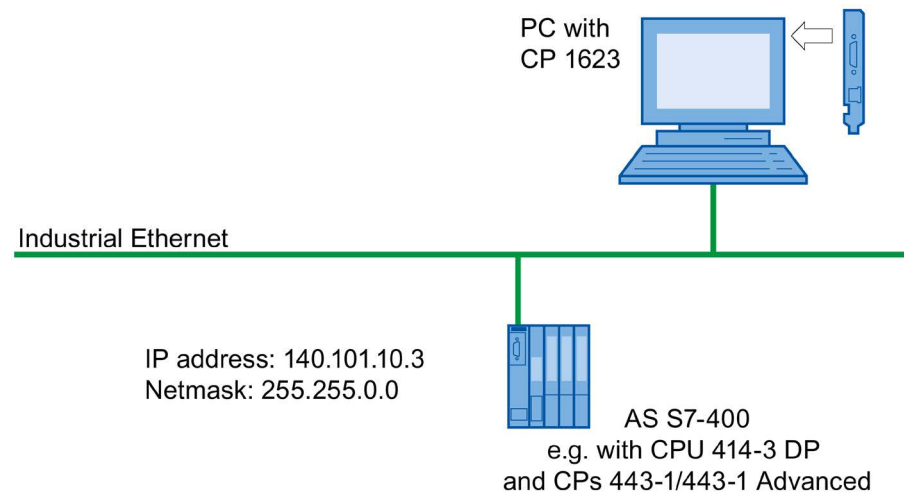 PC with
CP 1623
Industrial Ethernet
IP address: 140.101.10.3
Netmask: 255.255.0.0
AS S7-400
e.g. with CPU 414-3 DP
and CPs 443-1/443-1 Advanced